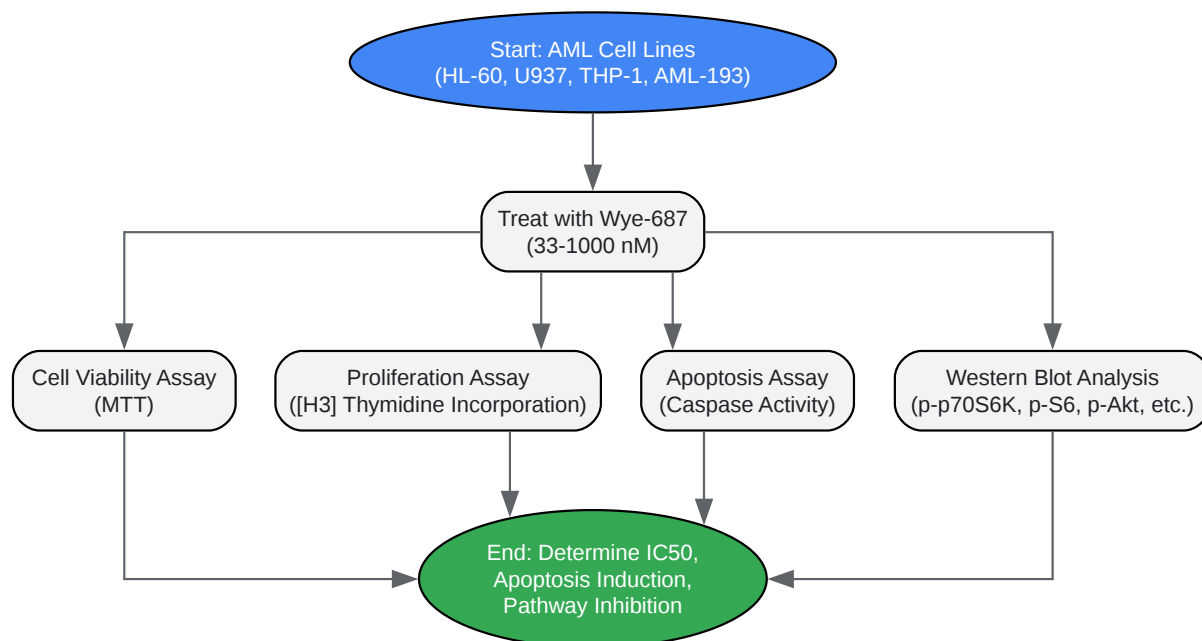 Start: AML Cell Lines
(HL-60, U937, THP-1, AML-193)
Treat with Wye-687
(33-1000 nM)
Cell Viability Assay
(MTT)
Proliferation Assay
([H3] Thymidine Incorporation)
Apoptosis Assay
(Caspase Activity)
Western Blot Analysis
(p-p70S6K, p-S6, p-Akt, etc.)
End: Determine IC50,
Apoptosis Induction,
Pathway Inhibition